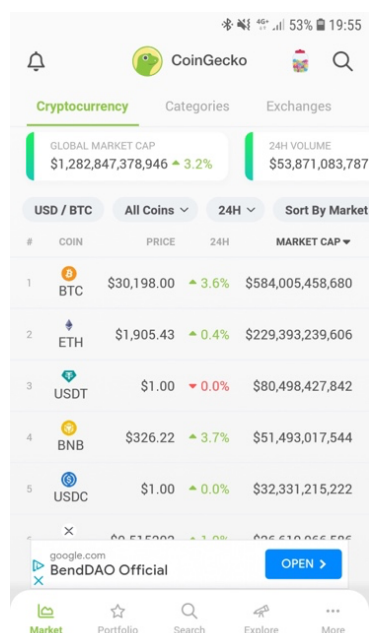 4G+ 53% 19:55
CoinGecko
Cryptocurrency Categories Exchanges
GLOBAL MARKET CAP 24H VOLUME
$1,282,847,378,946 3.2% $53,871,083,787
USD / BTC All Coins 24H Sort By Market
# COIN PRICE 24H MARKET CAP
1 BTC $30,198.00 3.6% $584,005,458,680
2 ETH $1,905.43 0.4% $229,393,239,606
3 USDT $1.00 0.0% $80,498,427,842
4 BNB $326.22 3.7% $51,493,017,544
5 USDC $1.00 0.0% $32,331,215,222
google.com
BendDAO Official OPEN
Market Portfolio Search Explore More